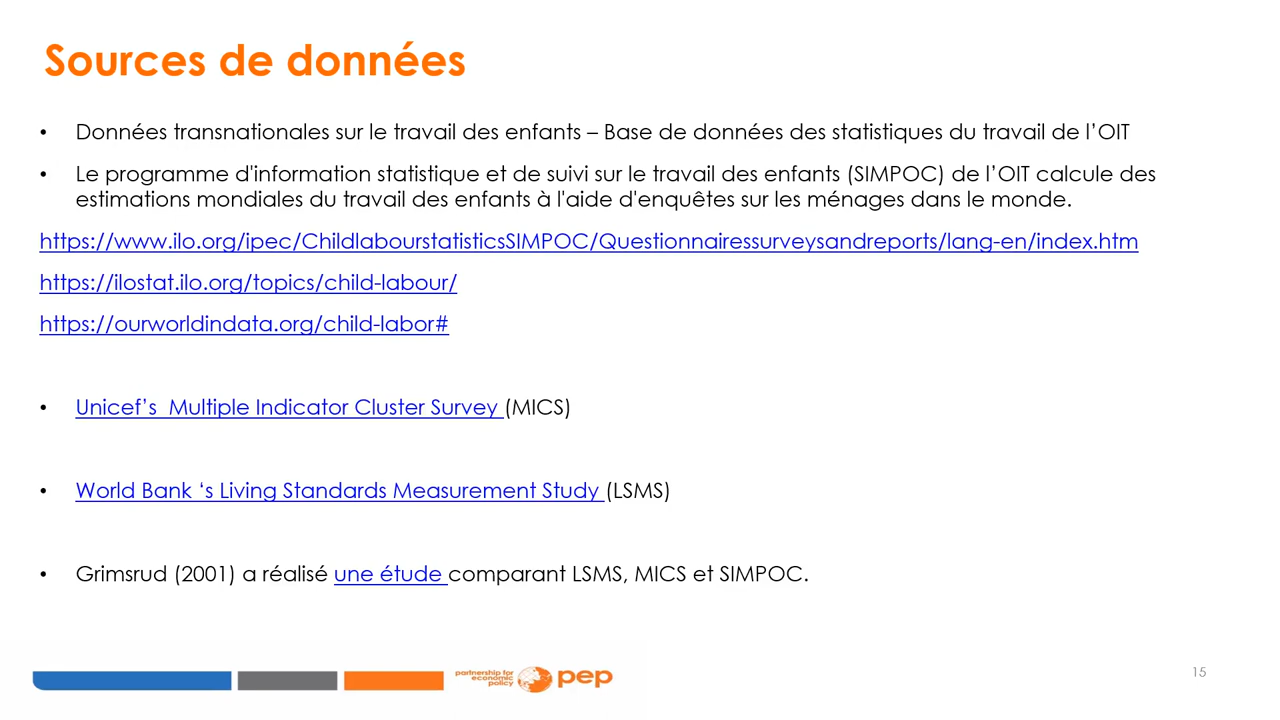 Sources de données
• Données transnationales sur le travail des enfants – Base de données des statistiques du travail de l’OIT
• Le programme d'information statistique et de suivi sur le travail des enfants (SIMPOC) de l’OIT calcule des
estimations mondiales du travail des enfants à l'aide d'enquêtes sur les ménages dans le monde.
https://www.ilo.org/ipec/ChildlabourstatisticsSIMPOC/Questionnairessurveysandreports/lang-en/index.htm
https://ilostat.ilo.org/topics/child-labour/
https://ourworldindata.org/child-labor#
• Unicef’s  Multiple Indicator Cluster Survey (MICS)
• World Bank ‘s Living Standards Measurement Study (LSMS)
• Grimsrud (2001) a réalisé une étude comparant LSMS, MICS et SIMPOC.
partnership for
economic
policy
pep
15